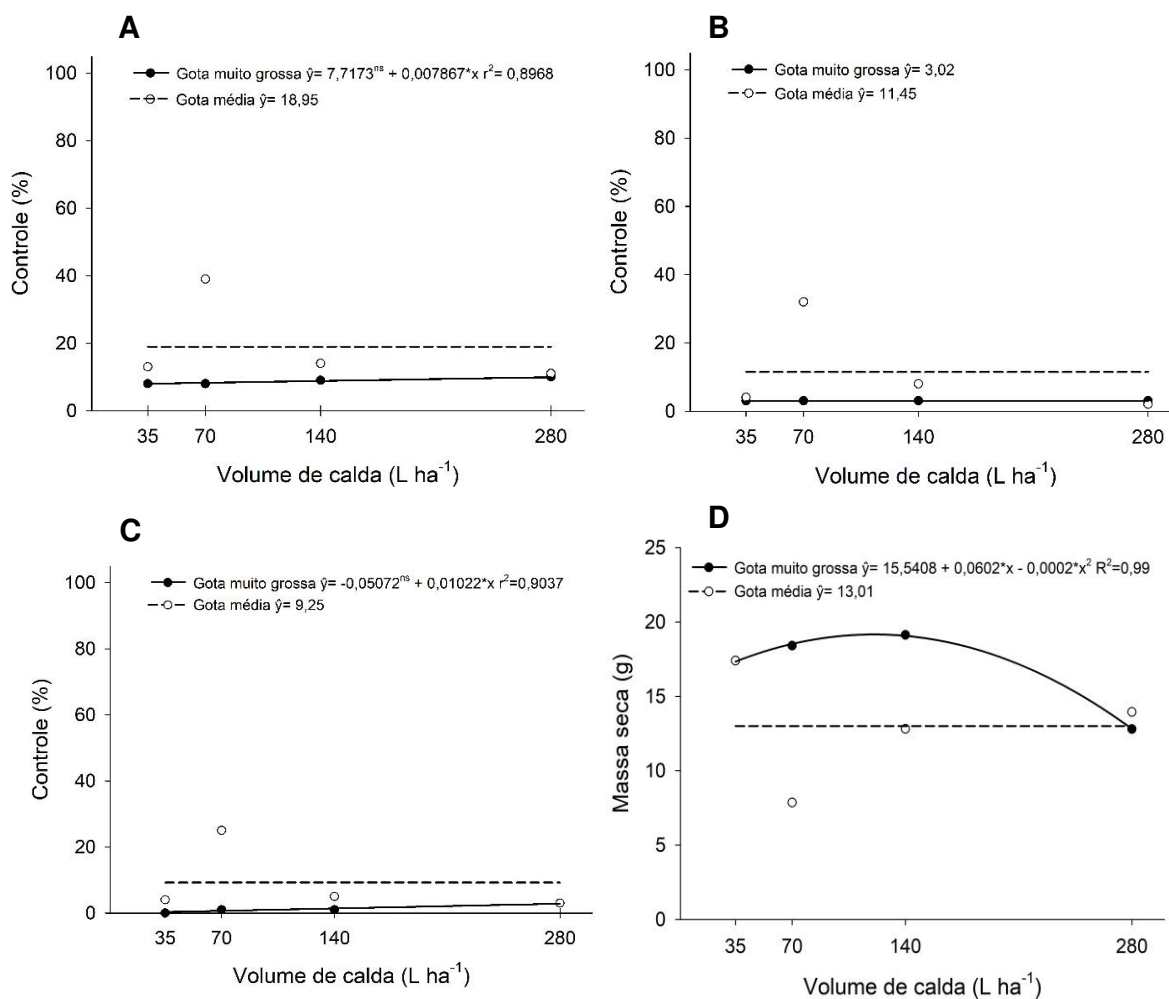 A
Gota muito grossa ŷ= 7,7173ⁿˢ + 0,007867*x r²= 0,8968
Gota média ŷ= 18,95
100
80
60
40
20
0
Controle (%)
35 70 140 280
Volume de calda (L ha⁻¹)
B
Gota muito grossa ŷ= 3,02
Gota média ŷ= 11,45
100
80
60
40
20
0
Controle (%)
35 70 140 280
Volume de calda (L ha⁻¹)
C
Gota muito grossa ŷ= -0,05072ⁿˢ + 0,01022*x r²=0,9037
Gota média ŷ= 9,25
100
80
60
40
20
0
Controle (%)
35 70 140 280
Volume de calda (L ha⁻¹)
D
Gota muito grossa ŷ= 15,5408 + 0,0602*x - 0,0002*x² R²=0,99
Gota média ŷ= 13,01
25
20
15
10
5
0
Massa seca (g)
35 70 140 280
Volume de calda (L ha⁻¹)